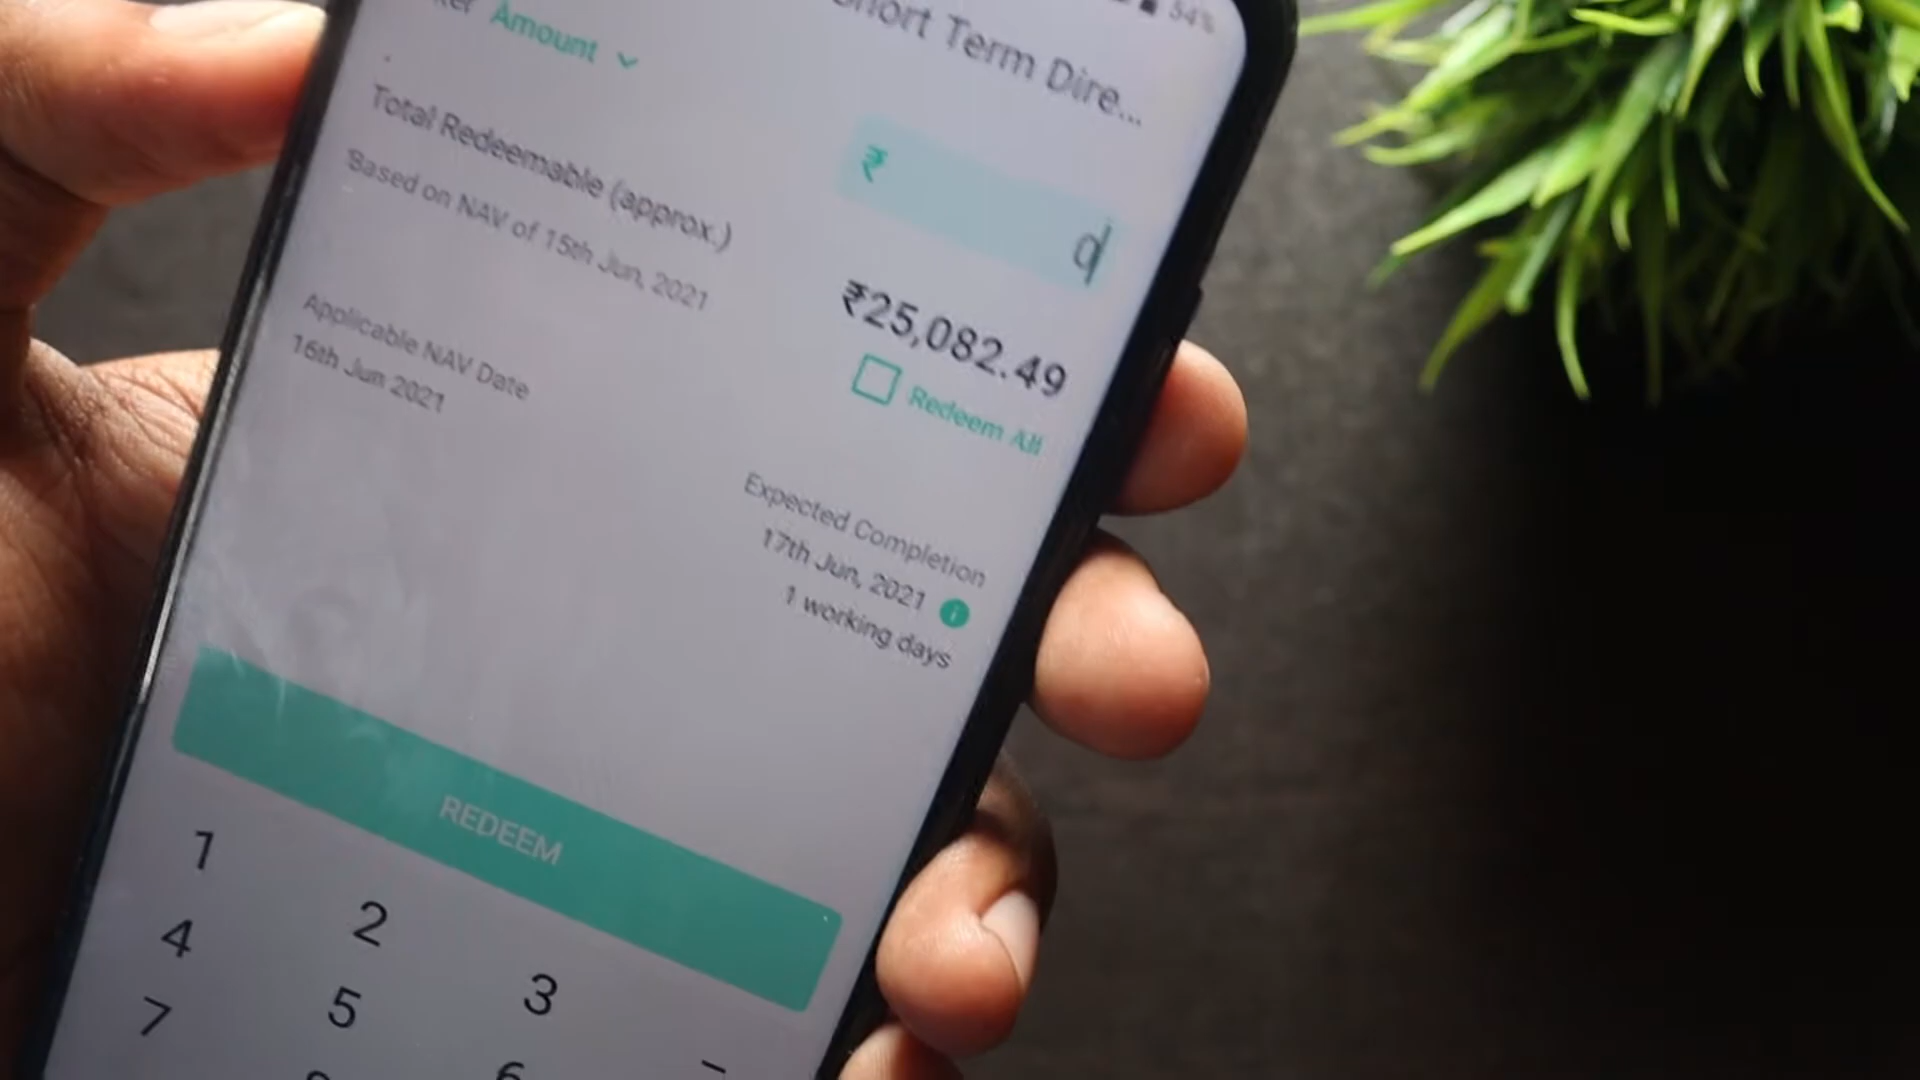 54%
Short Term Dire...
Amount
₹ 0
Total Redeemable (approx.)
₹25,082.49
Based on NAV of 15th Jun, 2021
Redeem All
Applicable NAV Date
16th Jun 2021
Expected Completion
17th Jun, 2021
1 working days
REDEEM
1 2 3 -
4 5 6
7